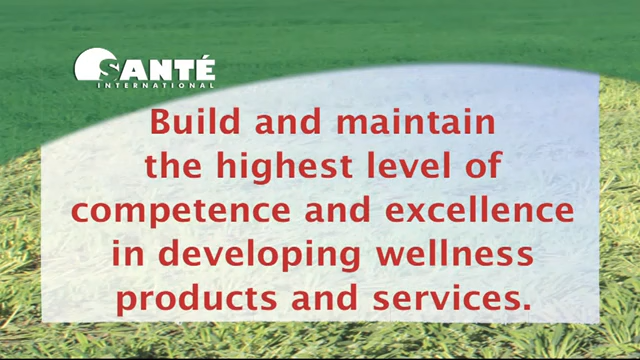 SANTÉ
INTERNATIONAL
Build and maintain
the highest level of
competence and excellence
in developing wellness
products and services.